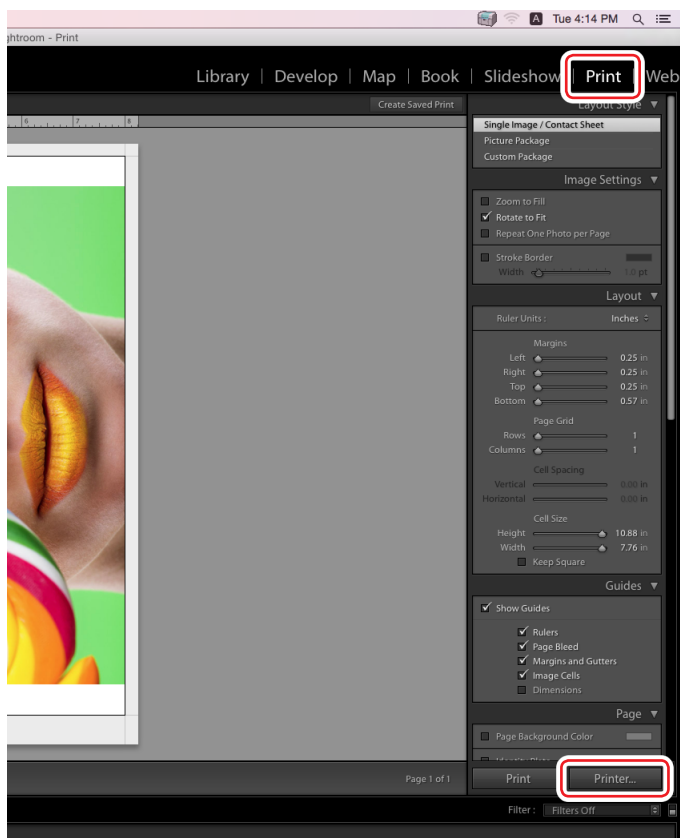 A Tue 4:14 PM
ghtroom - Print
Library | Develop | Map | Book | Slideshow | Print | Web
Create Saved Print
Layout Style
6 7 8
Single Image / Contact Sheet
Picture Package
Custom Package
Image Settings
Zoom to Fill
Rotate to Fit
Repeat One Photo per Page
Stroke Border
Width 1.0 pt
Layout
Ruler Units : Inches
Margins
Left 0.25 in
Right 0.25 in
Top 0.25 in
Bottom 0.57 in
Page Grid
Rows 1
Columns 1
Cell Spacing
Vertical 0.00 in
Horizontal 0.00 in
Cell Size
Height 10.88 in
Width 7.76 in
Keep Square
Guides
Show Guides
Rulers
Page Bleed
Margins and Gutters
Image Cells
Dimensions
Page
Page Background Color
Identity Plate
Page 1 of 1
Print
Printer...
Filter : Filters Off